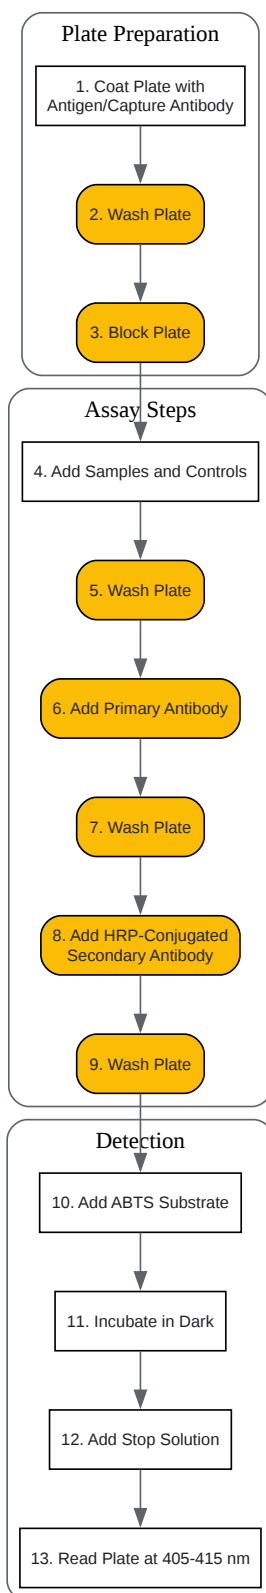 Plate Preparation
1. Coat Plate with
Antigen/Capture Antibody
2. Wash Plate
3. Block Plate
Assay Steps
4. Add Samples and Controls
5. Wash Plate
6. Add Primary Antibody
7. Wash Plate
8. Add HRP-Conjugated
Secondary Antibody
9. Wash Plate
Detection
10. Add ABTS Substrate
11. Incubate in Dark
12. Add Stop Solution
13. Read Plate at 405-415 nm